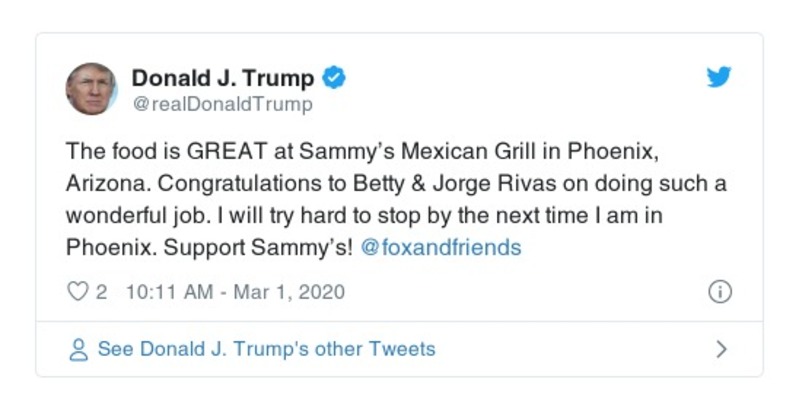 Donald J. Trump
@realDonaldTrump
The food is GREAT at Sammy’s Mexican Grill in Phoenix,
Arizona. Congratulations to Betty & Jorge Rivas on doing such a
wonderful job. I will try hard to stop by the next time I am in
Phoenix. Support Sammy’s! @foxandfriends
2 10:11 AM - Mar 1, 2020
See Donald J. Trump's other Tweets